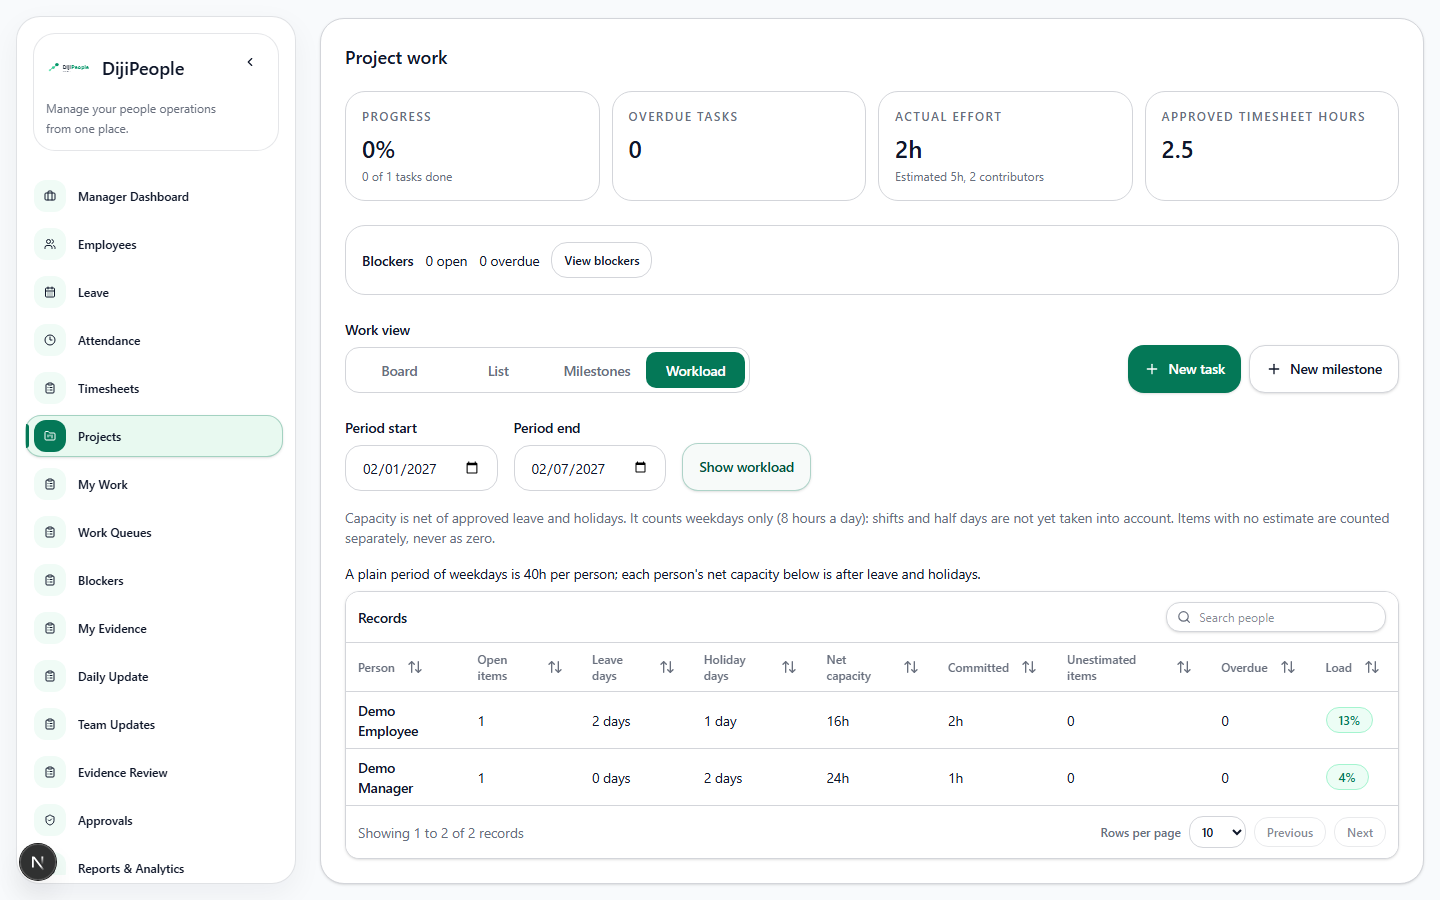 DijiPeople
DijiPeople
Manage your people operations
from one place.
Manager Dashboard
Employees
Leave
Attendance
Timesheets
Projects
My Work
Work Queues
Blockers
My Evidence
Daily Update
Team Updates
Evidence Review
Approvals
Reports & Analytics
N
Project work
PROGRESS
0%
0 of 1 tasks done
OVERDUE TASKS
0
ACTUAL EFFORT
2h
Estimated 5h, 2 contributors
APPROVED TIMESHEET HOURS
2.5
Blockers 0 open 0 overdue View blockers
Work view
Board List Milestones Workload
+ New task + New milestone
Period start Period end
02/01/2027 02/07/2027 Show workload
Capacity is net of approved leave and holidays. It counts weekdays only (8 hours a day): shifts and half days are not yet taken into account. Items with no estimate are counted
separately, never as zero.
A plain period of weekdays is 40h per person; each person's net capacity below is after leave and holidays.
Records Search people
Person Open items Leave days Holiday days Net capacity Committed Unestimated items Overdue Load
Demo Employee 1 2 days 1 day 16h 2h 0 0 13%
Demo Manager 1 0 days 2 days 24h 1h 0 0 4%
Showing 1 to 2 of 2 records Rows per page 10 Previous Next